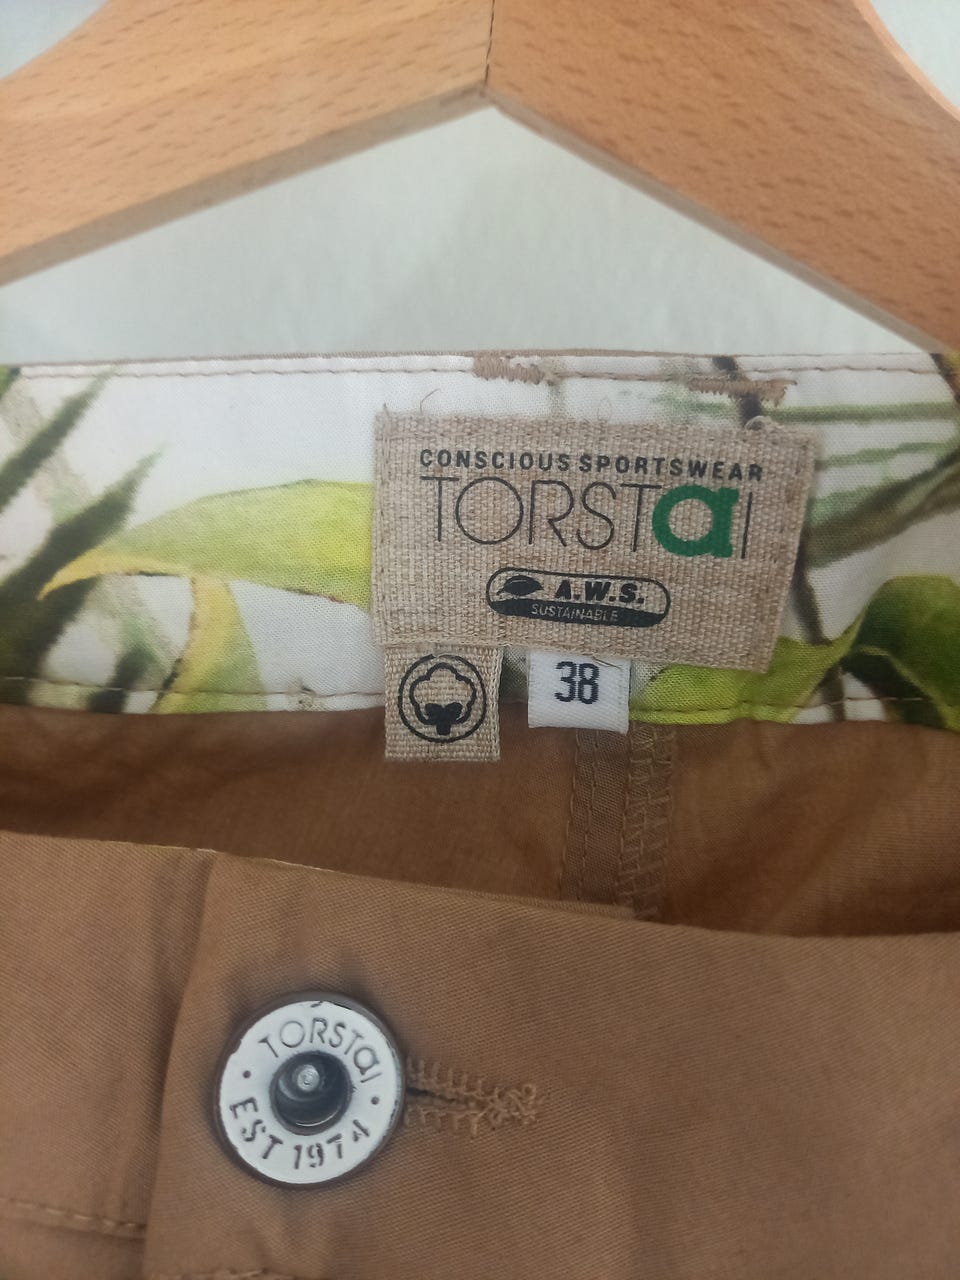 CONSCIOUS SPORTSWEAR
TORSTaI
A.W.S.
SUSTAINABLE
38
TORSTaI
EST 1974